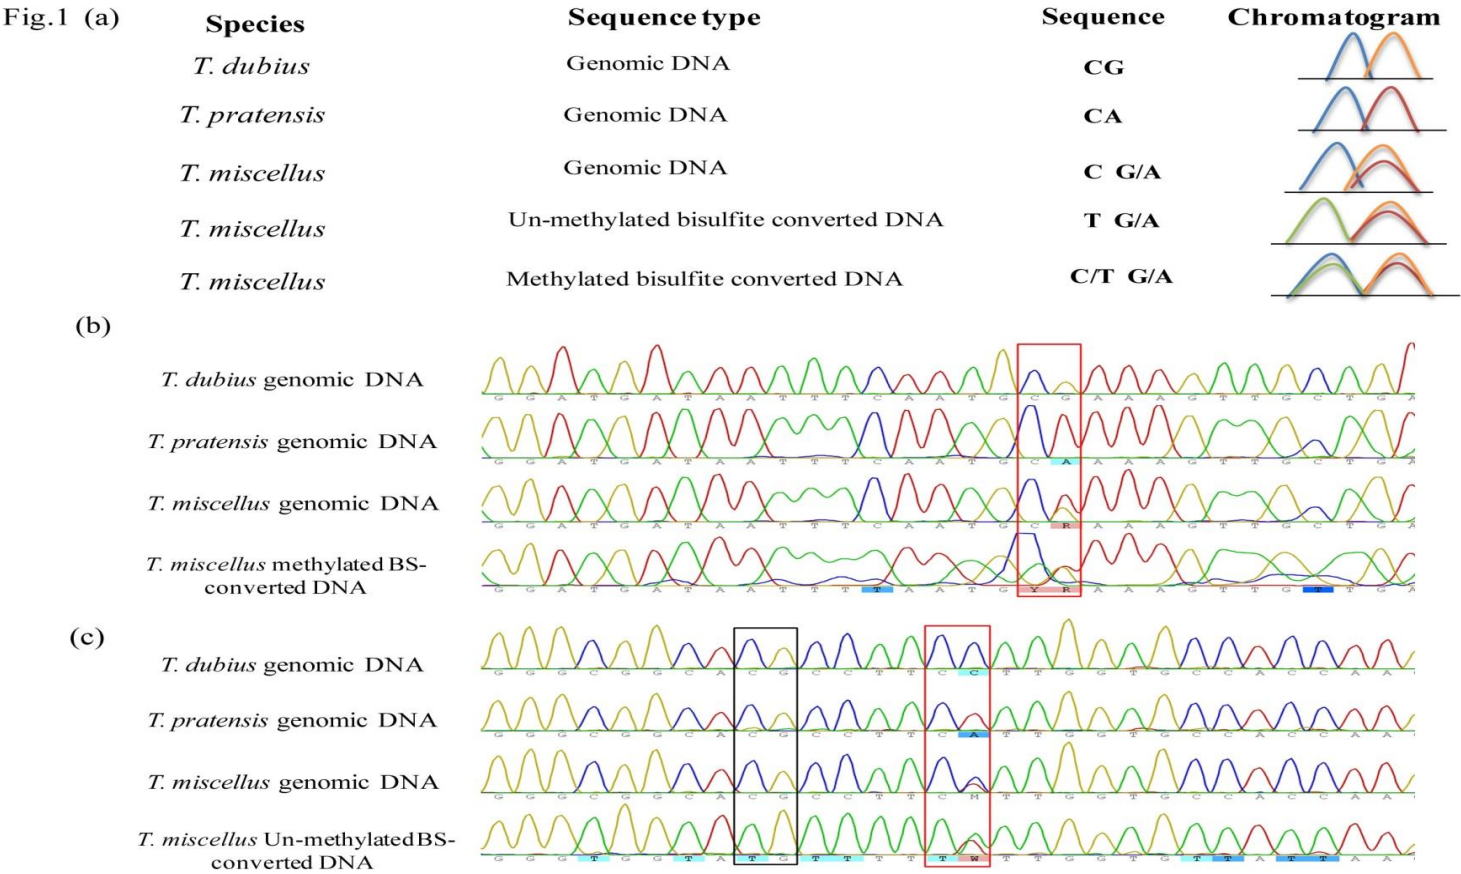 Fig.1 (a) Species Sequence type Sequence Chromatogram
T. dubius Genomic DNA CG
T. pratensis Genomic DNA CA
T. miscellus Genomic DNA C G/A
T. miscellus Un-methylated bisulfite converted DNA T G/A
T. miscellus Methylated bisulfite converted DNA C/T G/A
(b)
T. dubius genomic DNA
G G A T G A T A A T T T C A A T G C G A A A G T T G C T G A
T. pratensis genomic DNA
G G A T G A T A A T T T C A A T G C A A A A G T T G C T G A
T. miscellus genomic DNA
G G A T G A T A A T T T C A A T G C R A A A G T T G C T G A
T. miscellus methylated BS-
converted DNA
G G A T G A T A A T T T T A A T G Y R A A A G T T G T T G A
(c)
T. dubius genomic DNA
G G G C G G C A C G C C T T C C T T G G T G C C A C C A A
T. pratensis genomic DNA
G G G C G G C A C G C C T T C A T T G G T G C C A C C A A
T. miscellus genomic DNA
G G G C G G C A C G C C T T C M T T G G T G C C A C C A A
T. miscellus Un-methylated BS-
converted DNA
G G G T G G T A T G T T T T T W T T G G T G T T A T T A A